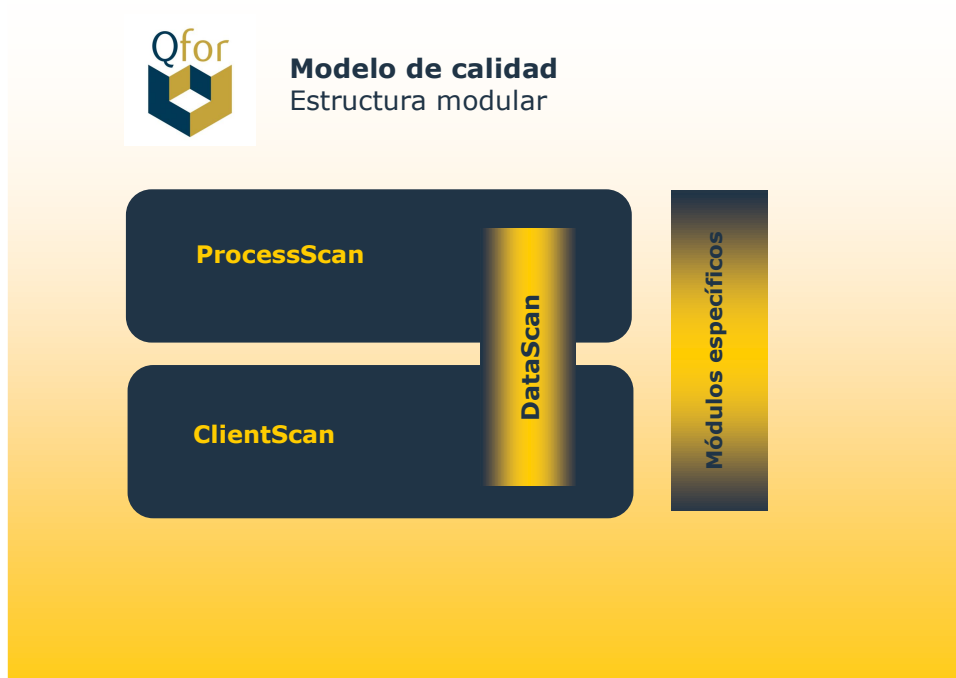 Qfor
Modelo de calidad
Estructura modular
ProcessScan
DataScan
Módulos específicos
ClientScan